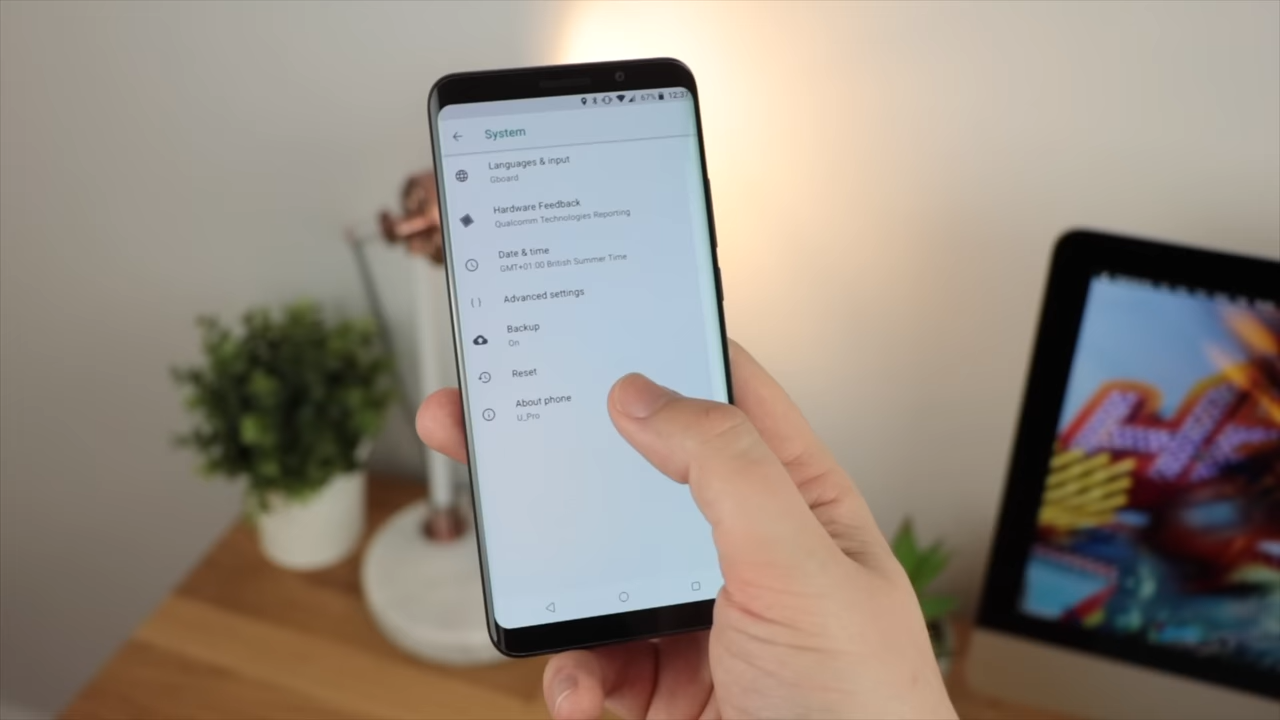 67% 12:37
System
Languages & input
Gboard
Hardware Feedback
Qualcomm Technologies Reporting
Date & time
GMT+01:00 British Summer Time
Advanced settings
Backup
On
Reset
About phone
U_Pro